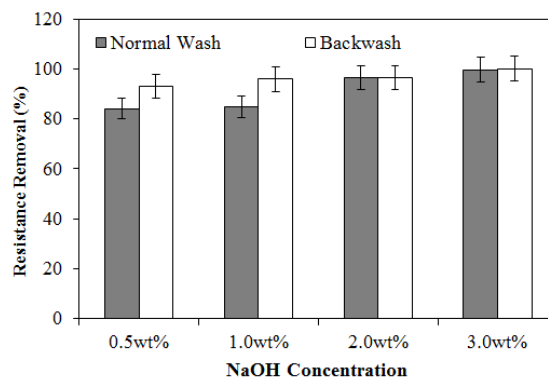 120
Normal Wash Backwash
100
80
60
40
20
0
Resistance Removal (%)
0.5wt% 1.0wt% 2.0wt% 3.0wt%
NaOH Concentration